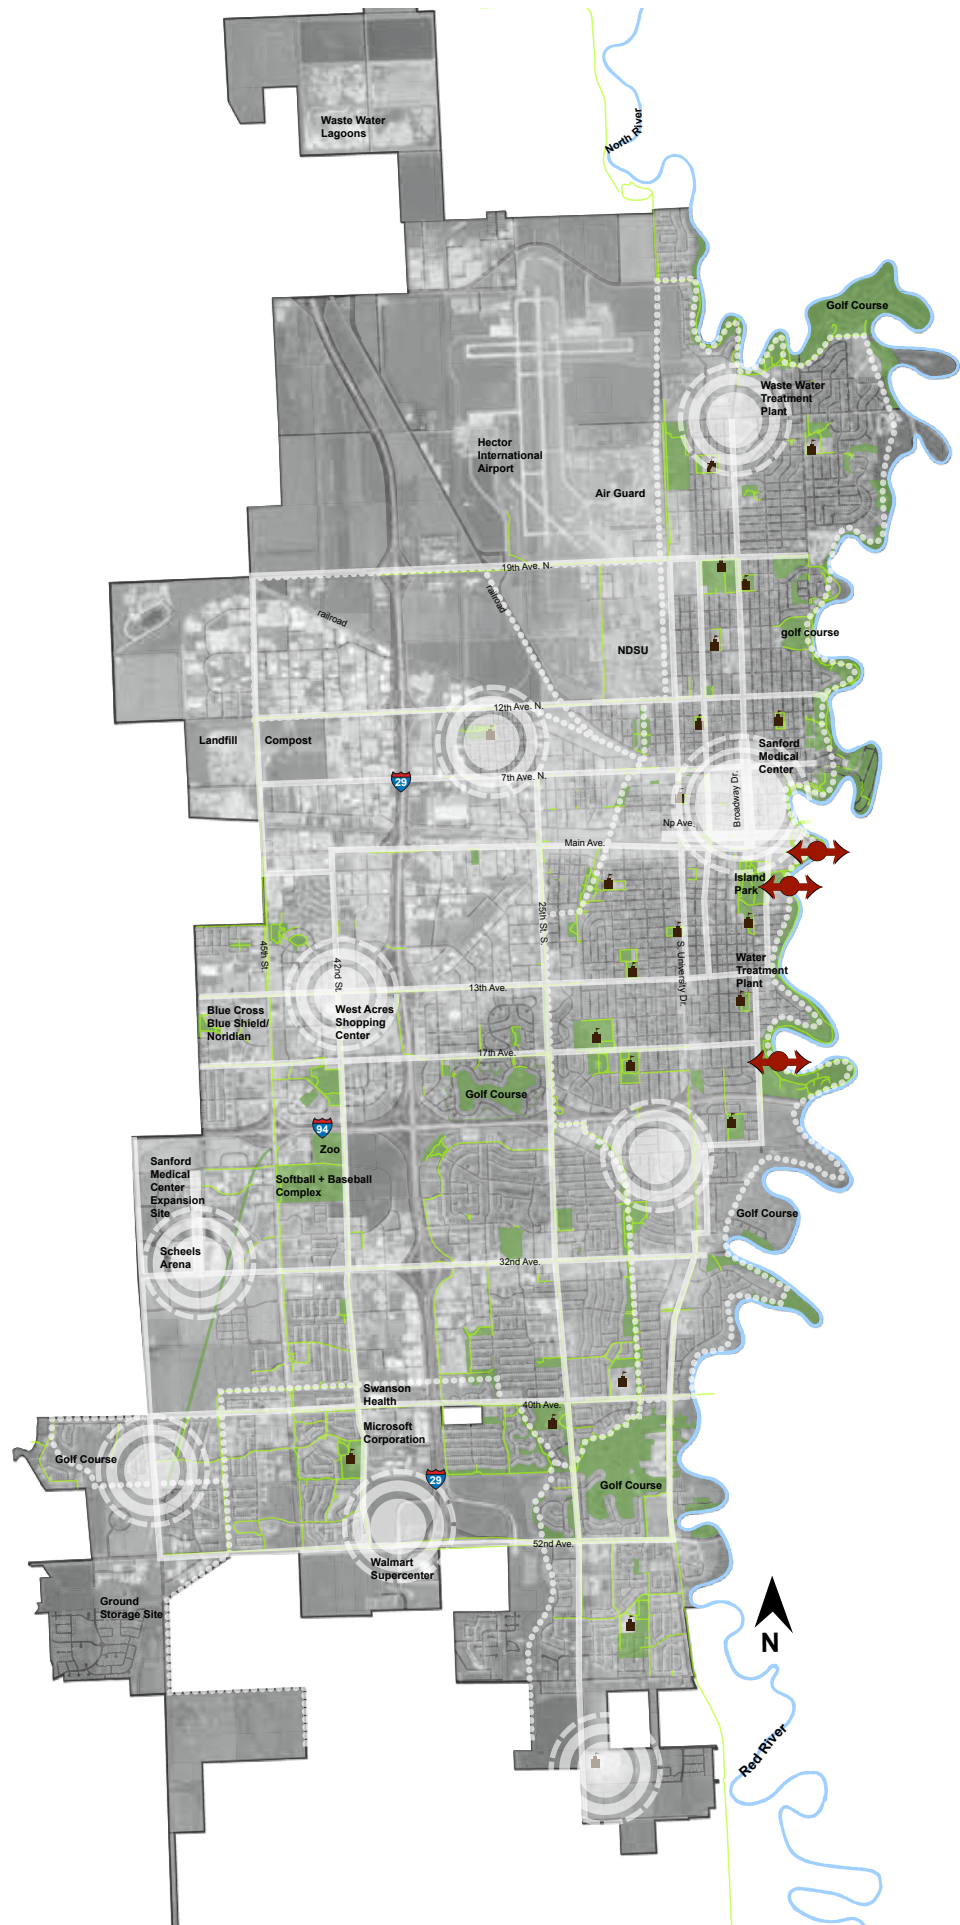 Waste Water
Lagoons
North River
Golf Course
Waste Water
Treatment
Plant
Hector
International
Airport
Air Guard
19th Ave. N.
railroad
railroad
golf course
NDSU
12th Ave. N.
Landfill
Compost
Sanford
Medical
Center
7th Ave. N.
29
Broadway Dr.
Np Ave.
Main Ave.
Island
Park
25th St. S.
45th St.
42nd St.
S. University Dr.
Water
Treatment
Plant
13th Ave.
Blue Cross
Blue Shield/
Noridian
West Acres
Shopping
Center
17th Ave.
Golf Course
94
Zoo
Sanford
Medical
Center
Expansion
Site
Softball + Baseball
Complex
Golf Course
Scheels
Arena
32nd Ave.
Swanson
Health
40th Ave.
Microsoft
Corporation
Golf Course
29
Golf Course
52nd Ave.
Walmart
Supercenter
Ground
Storage Site
N
Red River